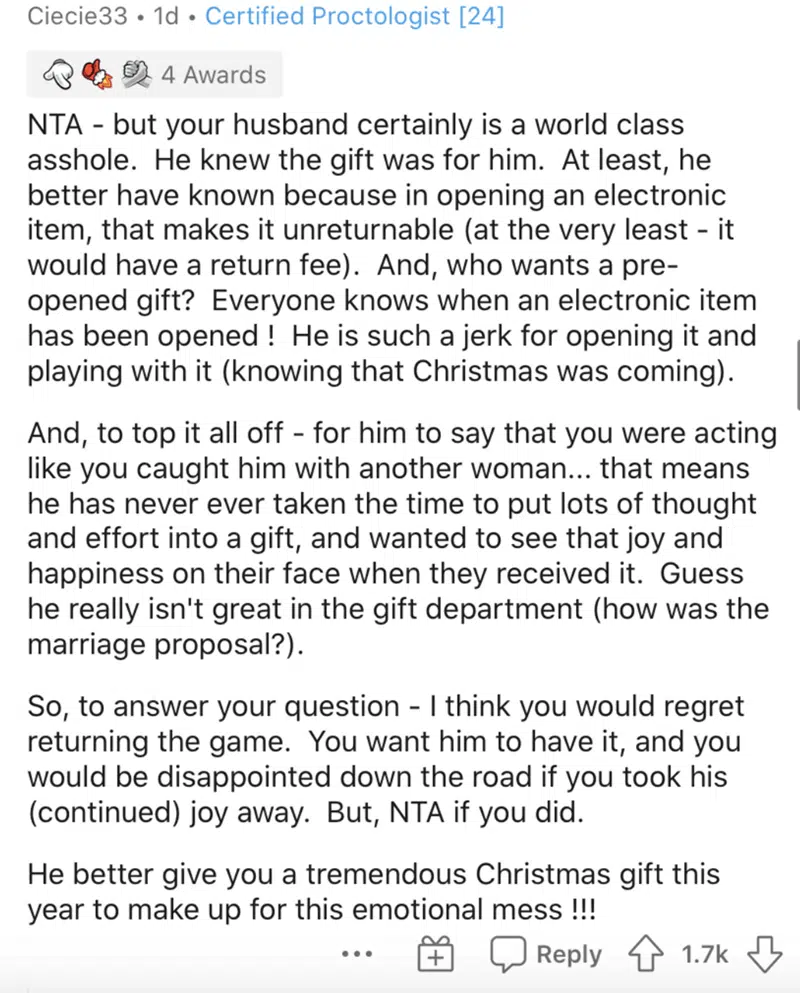 Ciecie33 • 1d • Certified Proctologist [24]
4 Awards
NTA - but your husband certainly is a world class
asshole.  He knew the gift was for him.  At least, he
better have known because in opening an electronic
item, that makes it unreturnable (at the very least - it
would have a return fee).  And, who wants a pre-
opened gift?  Everyone knows when an electronic item
has been opened !  He is such a jerk for opening it and
playing with it (knowing that Christmas was coming).
And, to top it all off - for him to say that you were acting
like you caught him with another woman... that means
he has never ever taken the time to put lots of thought
and effort into a gift, and wanted to see that joy and
happiness on their face when they received it.  Guess
he really isn't great in the gift department (how was the
marriage proposal?).
So, to answer your question - I think you would regret
returning the game.  You want him to have it, and you
would be disappointed down the road if you took his
(continued) joy away.  But, NTA if you did.
He better give you a tremendous Christmas gift this
year to make up for this emotional mess !!!
Reply 1.7k